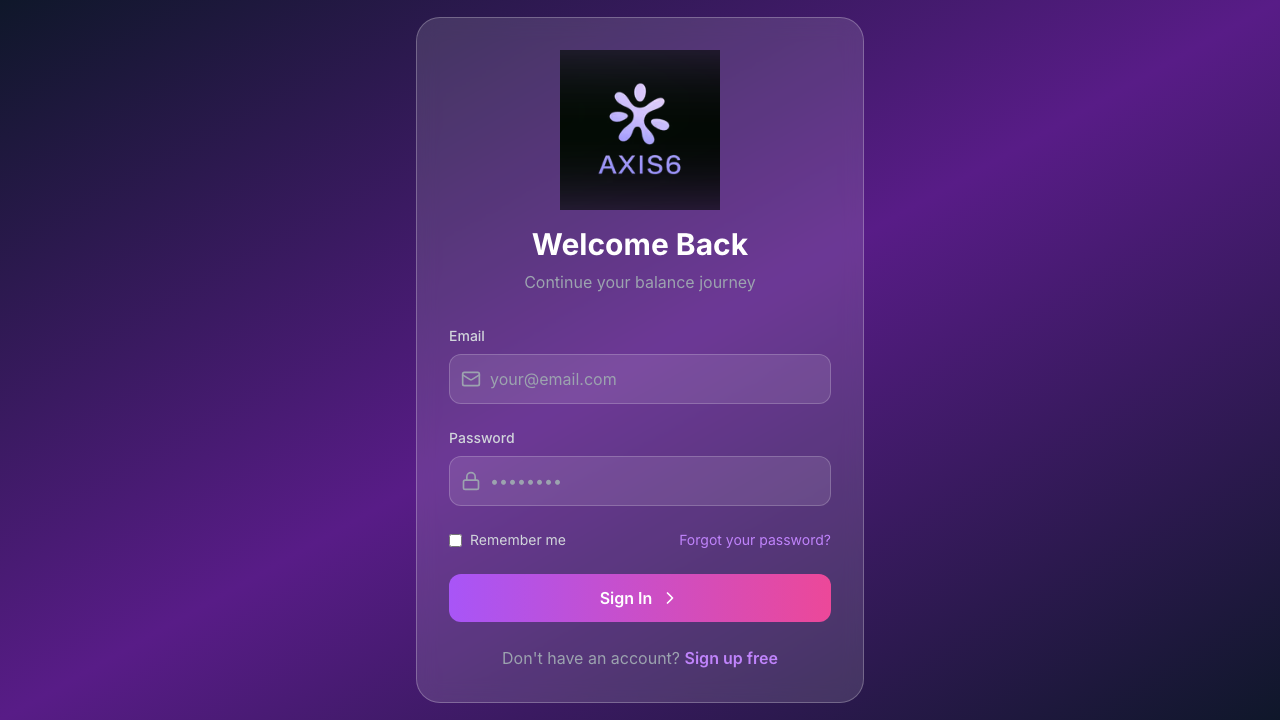 AXIS6
Welcome Back
Continue your balance journey
Email
your@email.com
Password
••••••••
Remember me
Forgot your password?
Sign In
Don't have an account? Sign up free